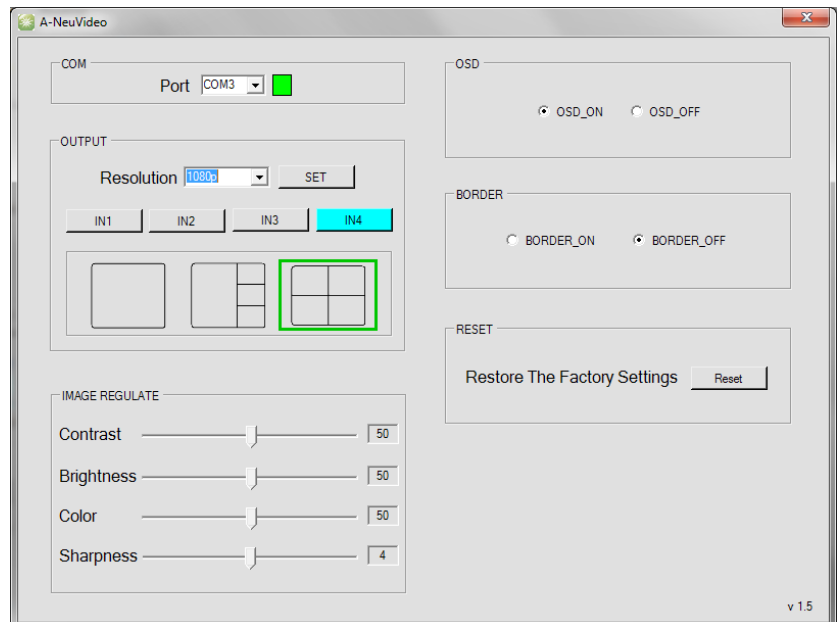 A-NeuVideo
COM
Port COM3
OUTPUT
Resolution 1080p SET
IN1 IN2 IN3 IN4
IMAGE REGULATE
Contrast 50
Brightness 50
Color 50
Sharpness 4
OSD
OSD_ON OSD_OFF
BORDER
BORDER_ON BORDER_OFF
RESET
Restore The Factory Settings Reset
v 1.5